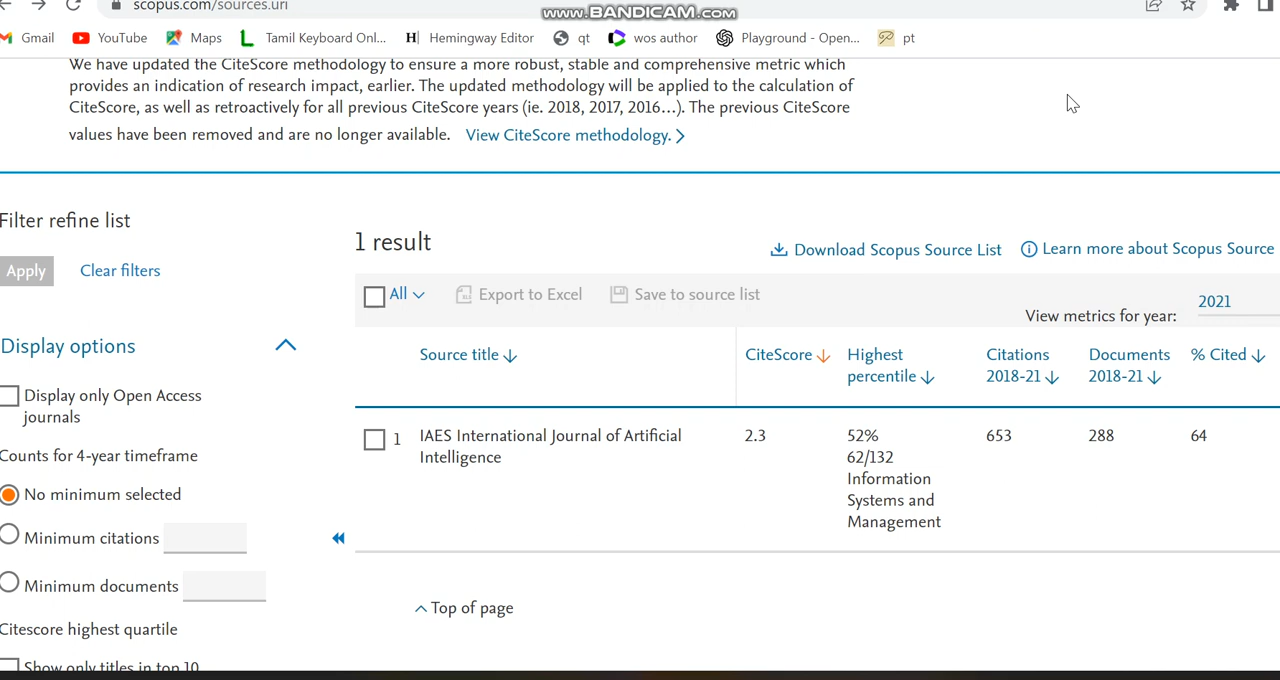 scopus.com/sources.uri
www.BANDICAM.com
Gmail YouTube Maps Tamil Keyboard Onl... Hemingway Editor qt wos author Playground - Open... pt
We have updated the CiteScore methodology to ensure a more robust, stable and comprehensive metric which
provides an indication of research impact, earlier. The updated methodology will be applied to the calculation of
CiteScore, as well as retroactively for all previous CiteScore years (ie. 2018, 2017, 2016...). The previous CiteScore
values have been removed and are no longer available. View CiteScore methodology. >
Filter refine list
Apply Clear filters
Display options
Display only Open Access
journals
Counts for 4-year timeframe
No minimum selected
Minimum citations
Minimum documents
Citescore highest quartile
Show only titles in top 10
1 result
Download Scopus Source List Learn more about Scopus Source
All Export to Excel Save to source list
View metrics for year: 2021
Source title CiteScore Highest Citations Documents % Cited
percentile 2018-21 2018-21
1 IAES International Journal of Artificial 2.3 52% 653 288 64
Intelligence 62/132
Information
Systems and
Management
Top of page